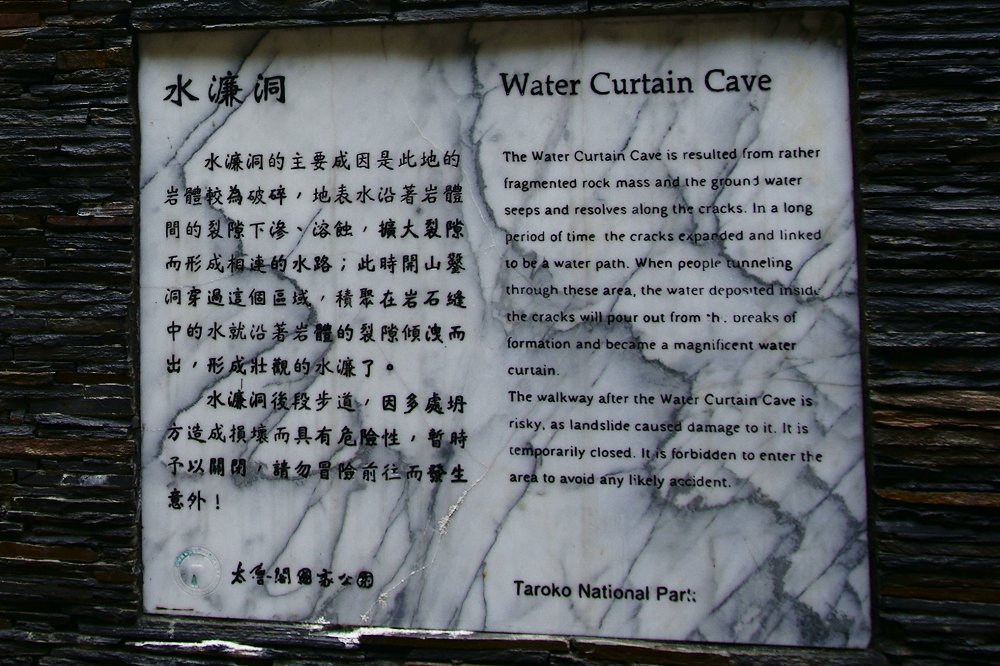 水濂洞
水濂洞的主要成因是此地的
岩體較為破碎，地表水沿著岩體
間的裂隙下滲、溶蝕，擴大裂隙
而形成相連的水路；此時開山鑿
洞穿過這個區域，積聚在岩石縫
中的水就沿著岩體的裂隙傾洩而
出，形成壯觀的水濂了。
水濂洞後段步道，因多處坍
方造成損壞而具有危險性，暫時
予以關閉，請勿冒險前往而發生
意外！
太魯閣國家公園
Water Curtain Cave
The Water Curtain Cave is resulted from rather
fragmented rock mass and the ground water
seeps and resolves along the cracks. In a long
period of time the cracks expanded and linked
to be a water path. When people tunneling
through these area, the water deposited inside
the cracks will pour out from the breaks of
formation and became a magnificent water
curtain.
The walkway after the Water Curtain Cave is
risky, as landslide caused damage to it. It is
temporarily closed. It is forbidden to enter the
area to avoid any likely accident.
Taroko National Park